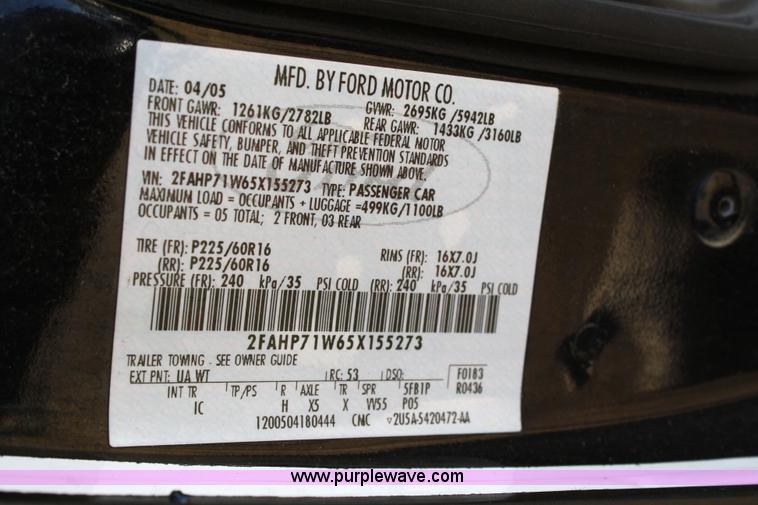 MFD. BY FORD MOTOR CO.
DATE: 04/05 GVWR: 2695KG/5942LB
FRONT GAWR: 1261KG/2782LB REAR GAWR: 1433KG/3160LB
THIS VEHICLE CONFORMS TO ALL APPLICABLE FEDERAL MOTOR
VEHICLE SAFETY, BUMPER, AND THEFT PREVENTION STANDARDS
IN EFFECT ON THE DATE OF MANUFACTURE SHOWN ABOVE.
VIN: 2FAHP71W65X155273 TYPE: PASSENGER CAR
MAXIMUM LOAD = OCCUPANTS + LUGGAGE =499KG/1100LB
OCCUPANTS = 05 TOTAL; 2 FRONT, 03 REAR
TIRE (FR): P225/60R16 RIMS (FR): 16X7.0J
(RR): P225/60R16 (RR): 16X7.0J
PRESSURE (FR): 240 kPa/35 PSI COLD (RR): 240 kPa/35 PSI COLD
2FAHP71W65X155273
TRAILER TOWING - SEE OWNER GUIDE
EXT PNT: UA WT RC: 53 DSO: F0183
INT TR TP/PS R AXLE TR SPR 5FB1P R0436
IC H X5 X VV55 P05
1200504180444 CMC ▽2U5A-5420472-AA
www.purplewave.com